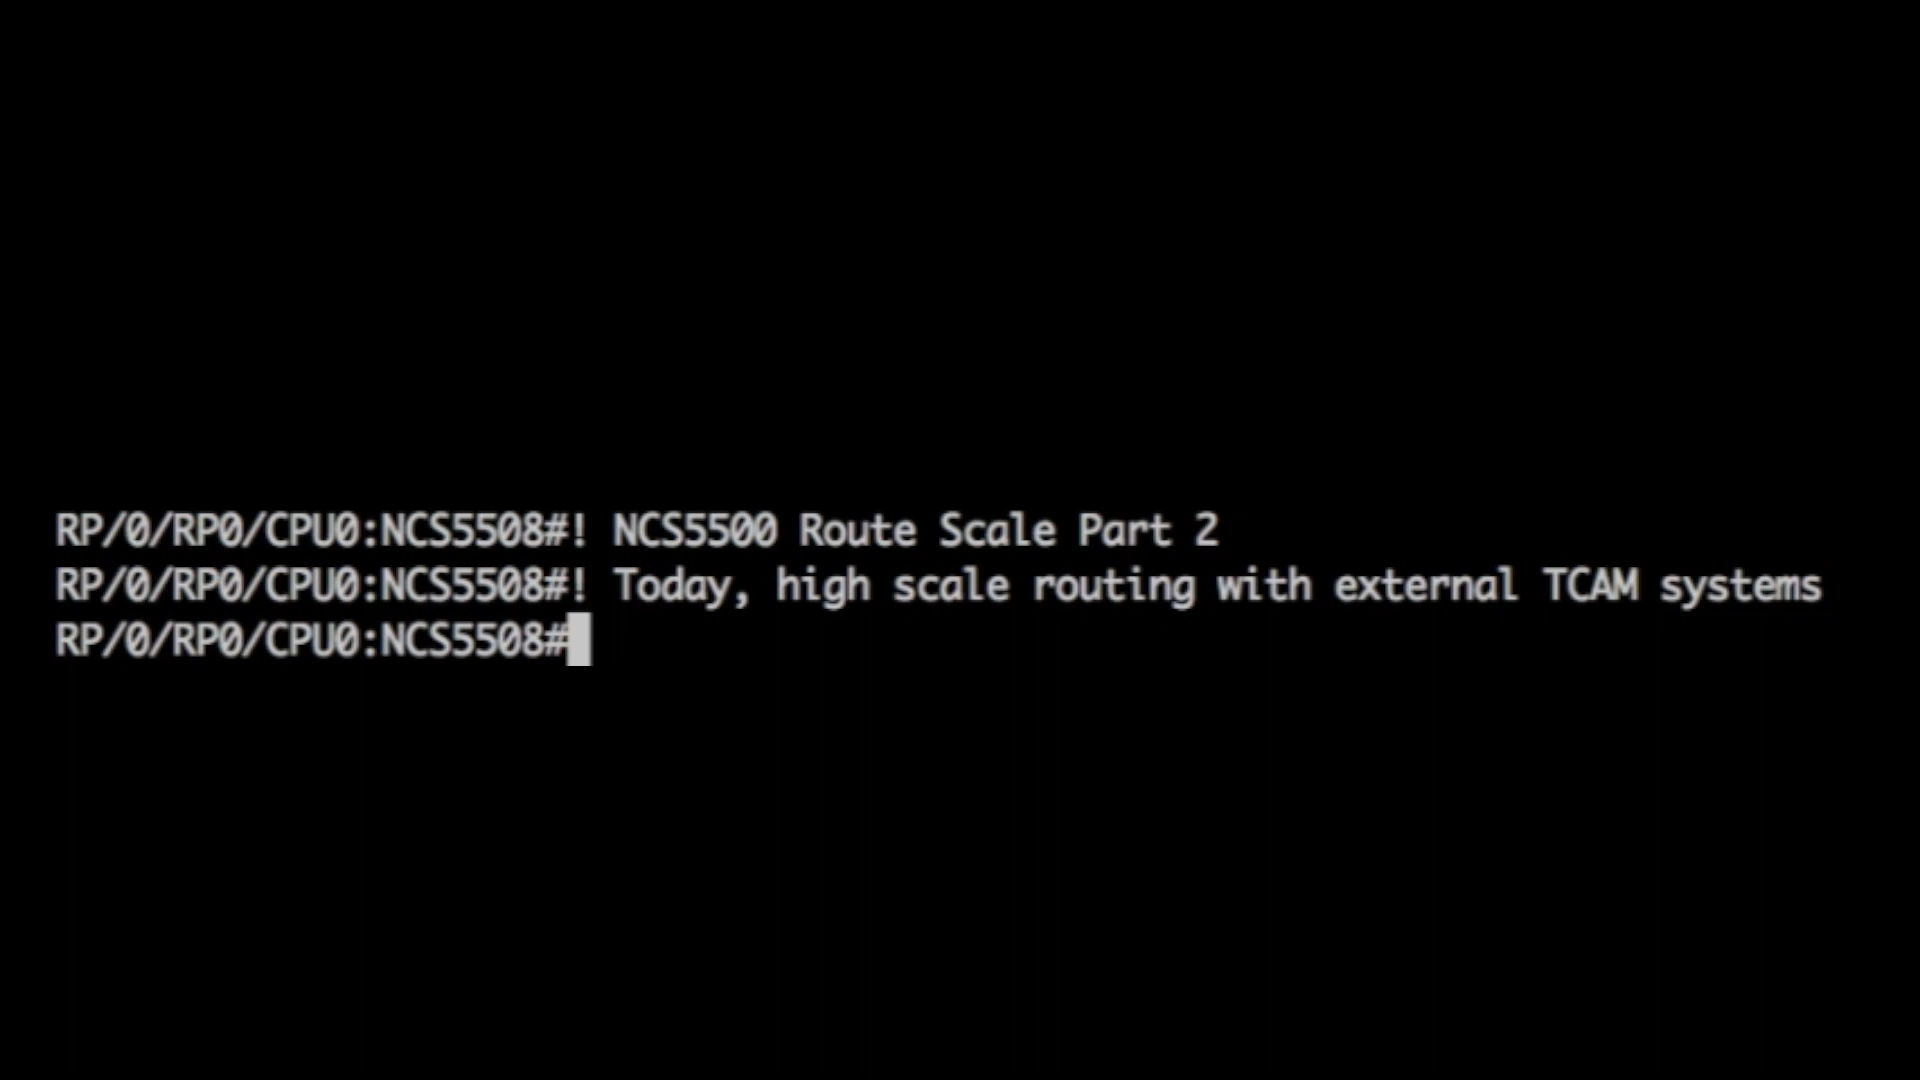 RP/0/RP0/CPU0:NCS5508#! NCS5500 Route Scale Part 2
RP/0/RP0/CPU0:NCS5508#! Today, high scale routing with external TCAM systems
RP/0/RP0/CPU0:NCS5508#